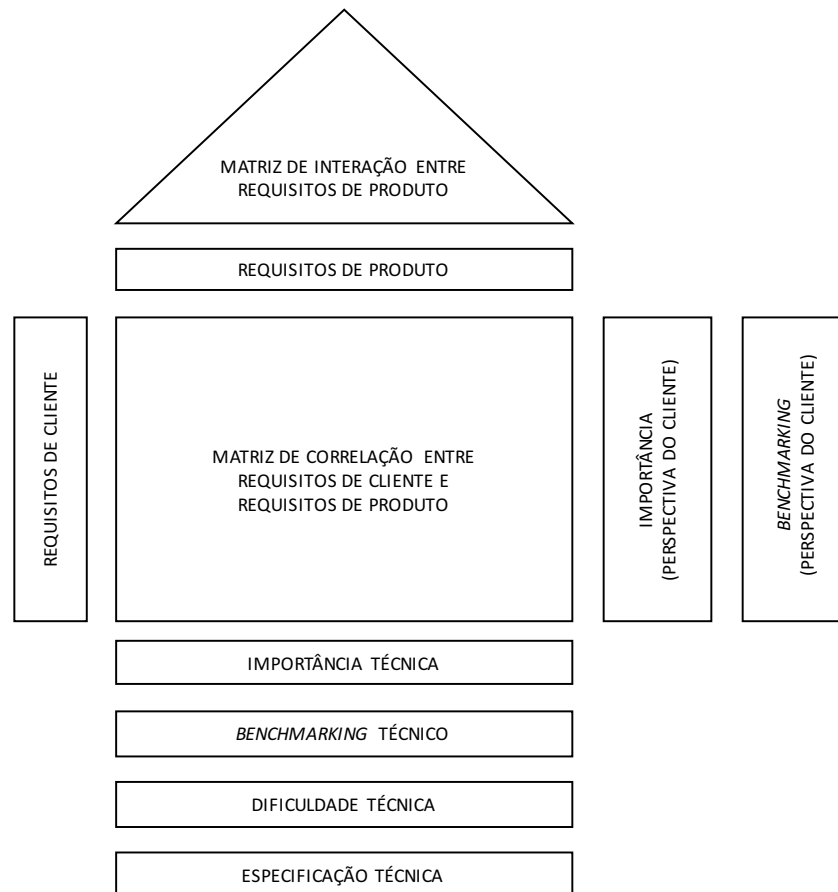 MATRIZ DE INTERAÇÃO ENTRE
REQUISITOS DE PRODUTO
REQUISITOS DE PRODUTO
REQUISITOS DE CLIENTE
MATRIZ DE CORRELAÇÃO ENTRE
REQUISITOS DE CLIENTE E
REQUISITOS DE PRODUTO
IMPORTÂNCIA
(PERSPECTIVA DO CLIENTE)
BENCHMARKING
(PERSPECTIVA DO CLIENTE)
IMPORTÂNCIA TÉCNICA
BENCHMARKING TÉCNICO
DIFICULDADE TÉCNICA
ESPECIFICAÇÃO TÉCNICA